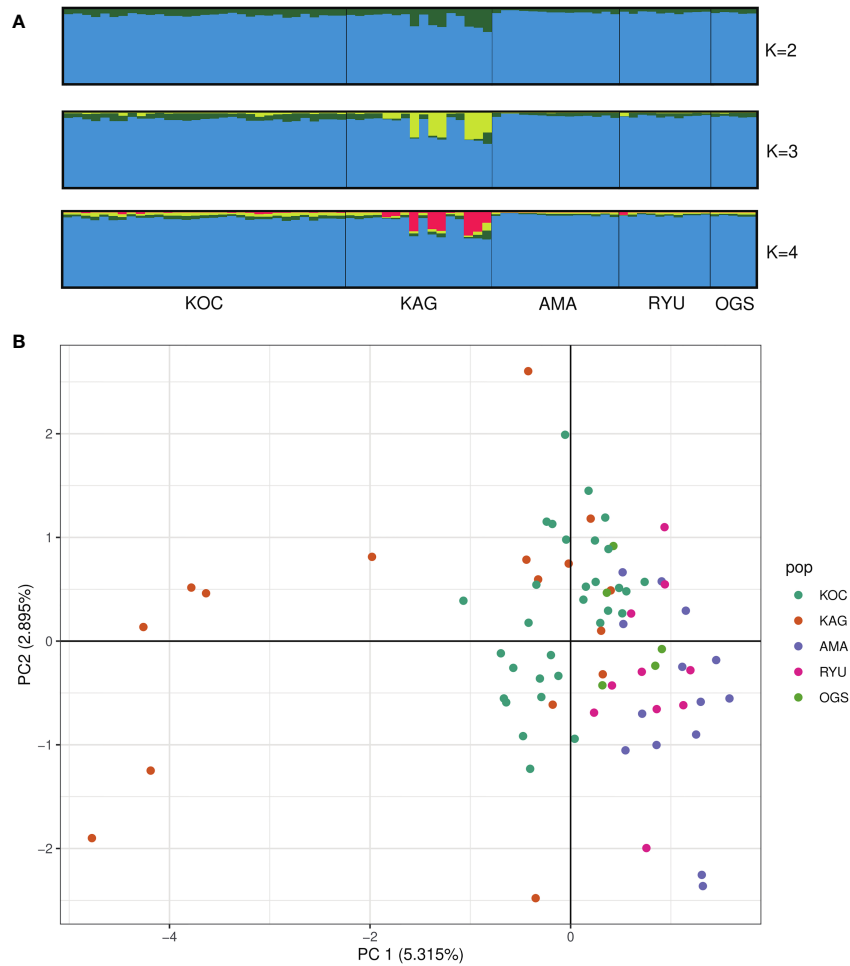 A
K=2
K=3
K=4
KOC KAG AMA RYU OGS
B
PC2 (2.895%)
2
1
0
−1
−2
−4 −2 0
PC 1 (5.315%)
pop
KOC
KAG
AMA
RYU
OGS